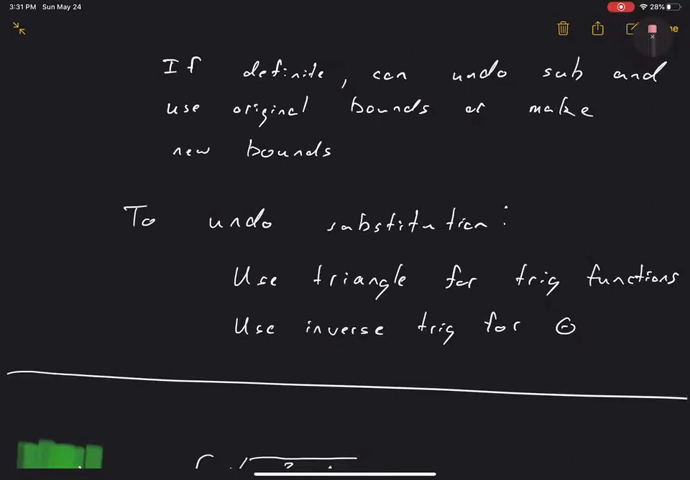 3:31 PM Sun May 24
28%
If definite, can undo sub and
use original bounds or make
new bounds
To undo substitution:
Use triangle for trig functions
Use inverse trig for Θ